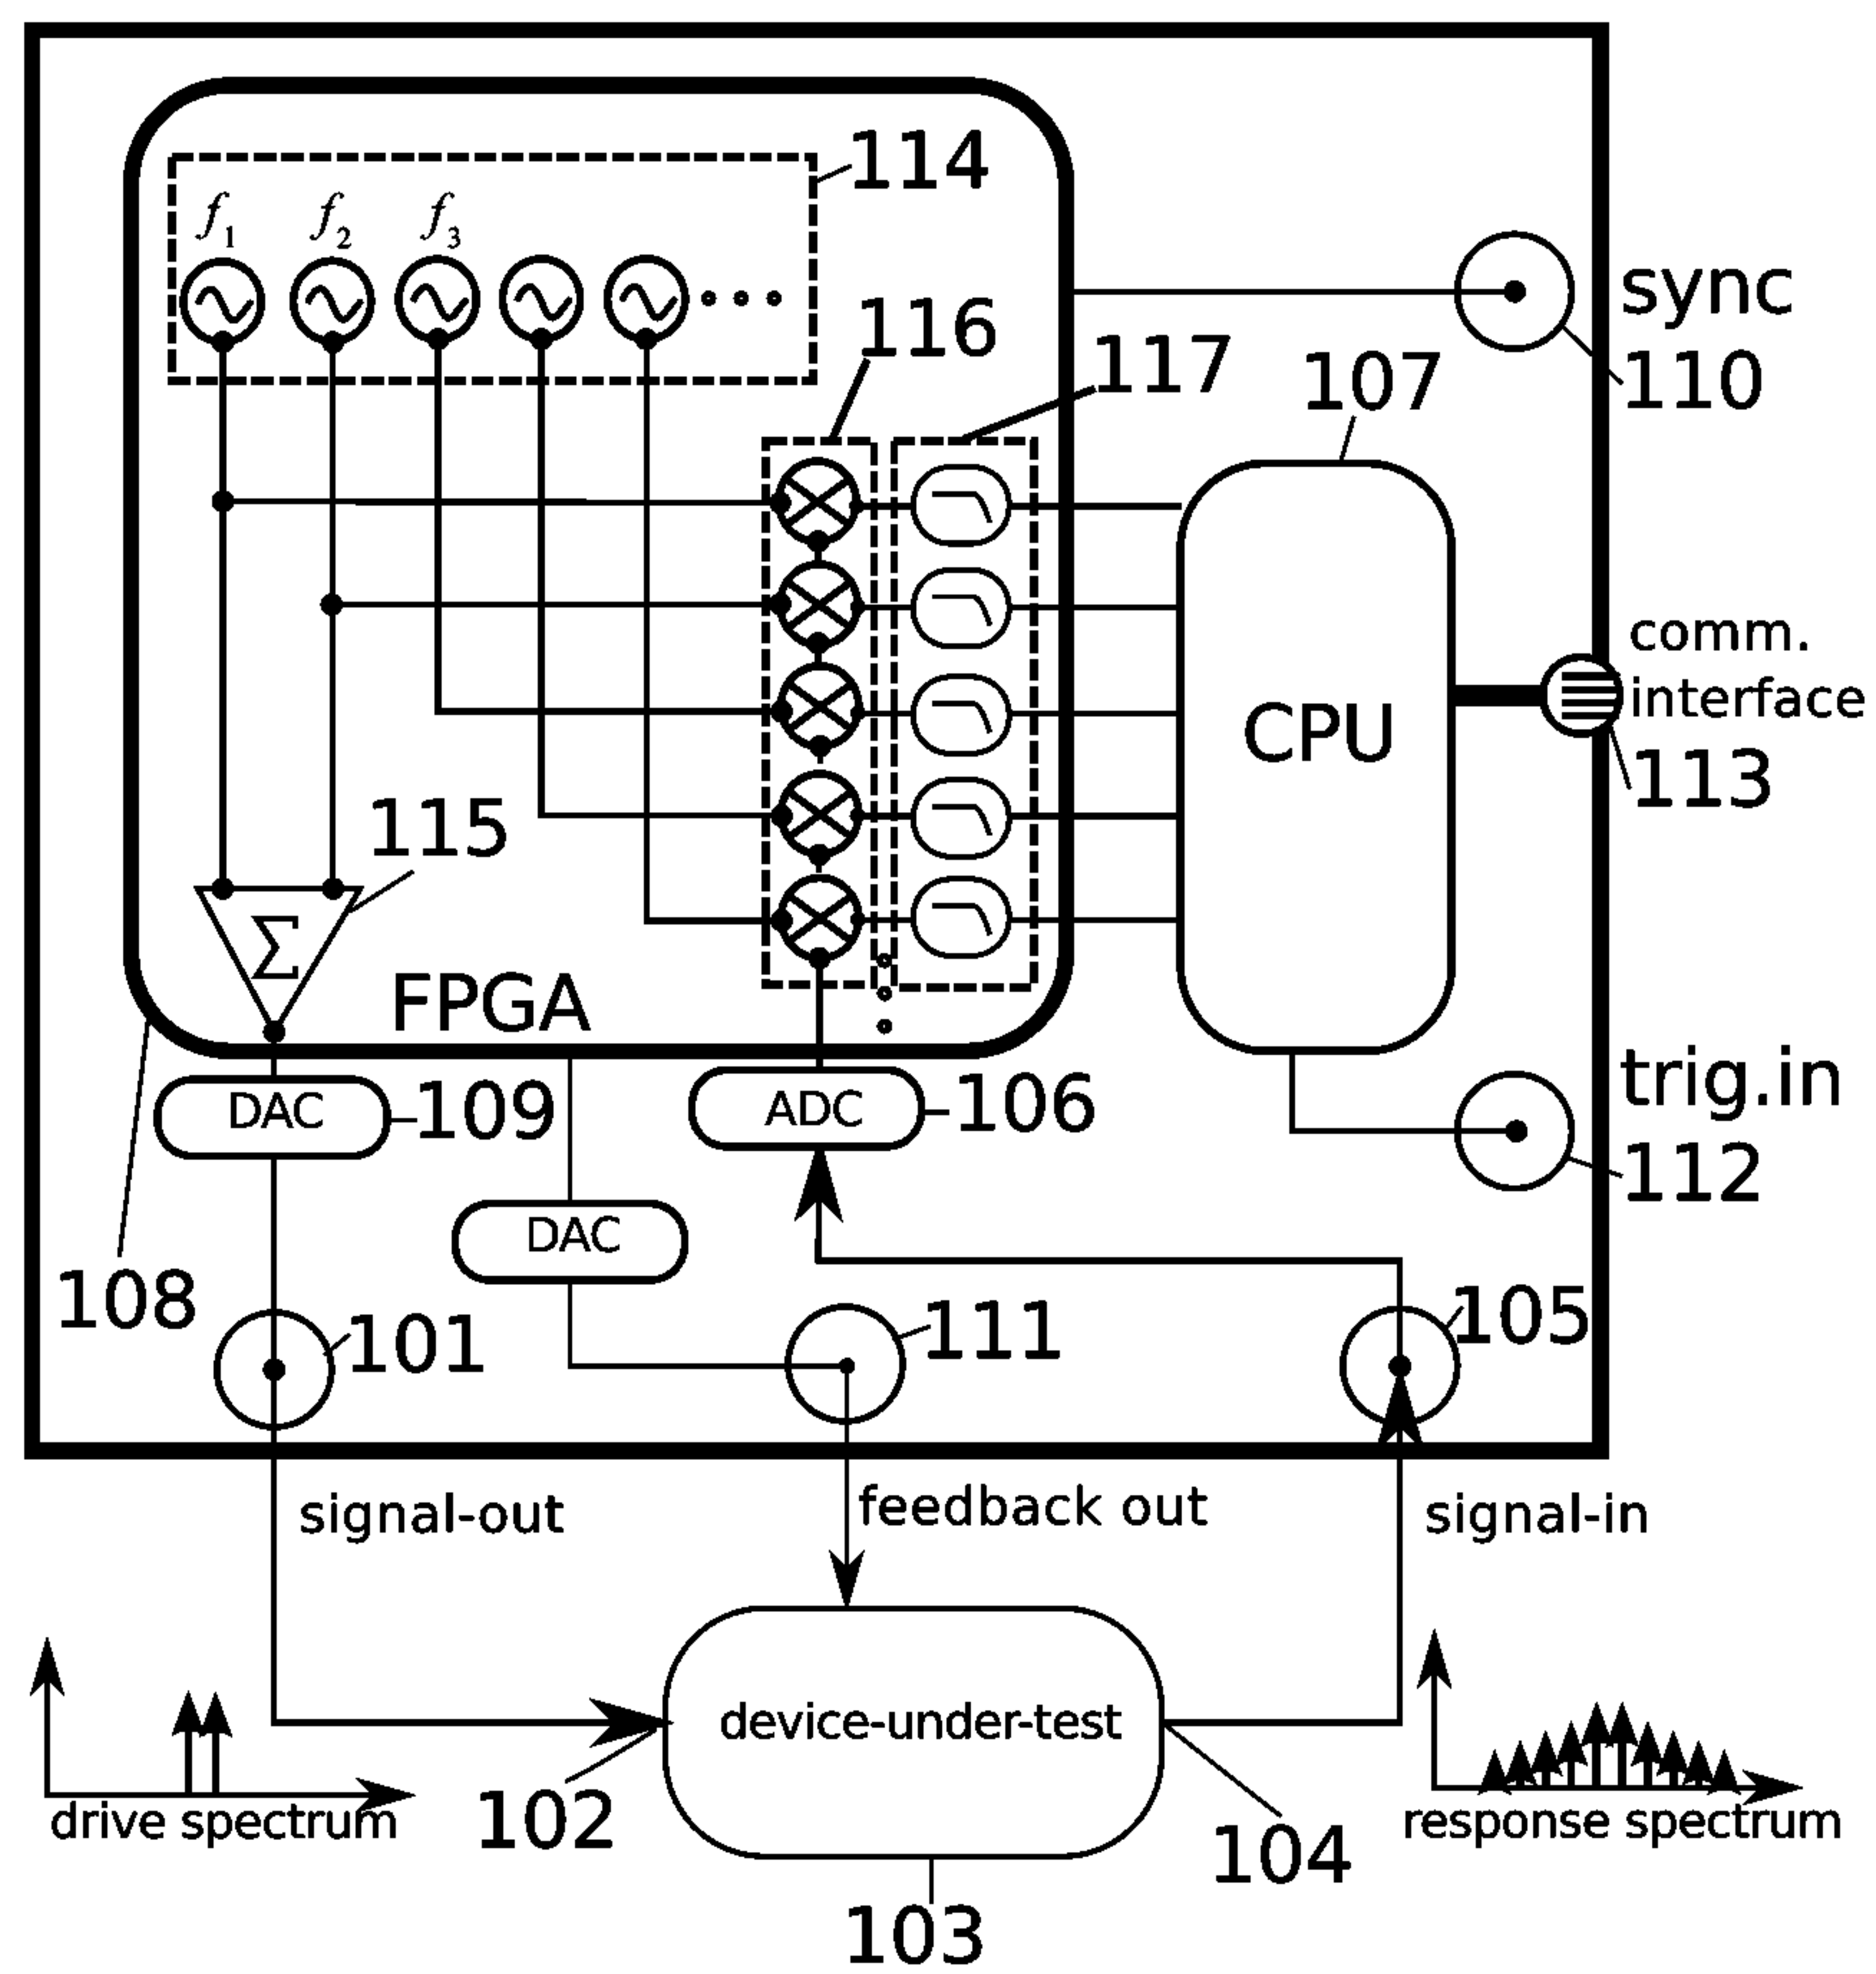 114
f1 f2 f3
116
117
107
sync
110
comm.
interface
113
CPU
115
Σ
FPGA
trig.in
112
DAC
109
ADC
106
DAC
108
101
111
105
signal-out
feedback out
signal-in
device-under-test
drive spectrum
102
response spectrum
104
103